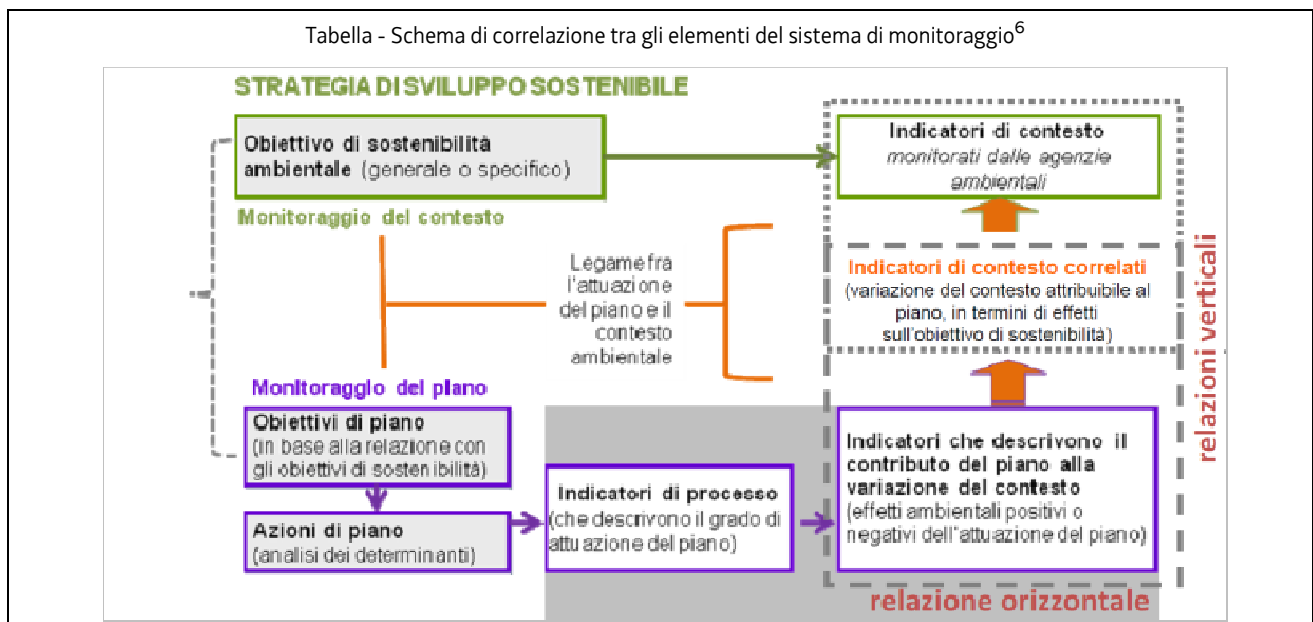 Tabella - Schema di correlazione tra gli elementi del sistema di monitoraggio6
STRATEGIA DI SVILUPPO SOSTENIBILE
Obiettivo di sostenibilità
ambientale (generale o specifico)
Indicatori di contesto
monitorati dalle agenzie
ambientali
Monitoraggio del contesto
Legame fra
l'attuazione
del piano e il
contesto
ambientale
Indicatori di contesto correlati
(variazione del contesto attribuibile al
piano, in termini di effetti
sull'obiettivo di sostenibilità)
relazioni verticali
Monitoraggio del piano
Obiettivi di piano
(in base alla relazione con
gli obiettivi di sostenibilità)
Azioni di piano
(analisi dei determinanti)
Indicatori di processo
(che descrivono il grado di
attuazione del piano)
Indicatori che descrivono il
contributo del piano alla
variazione del contesto
(effetti ambientali positivi o
negativi dell'attuazione del piano)
relazione orizzontale